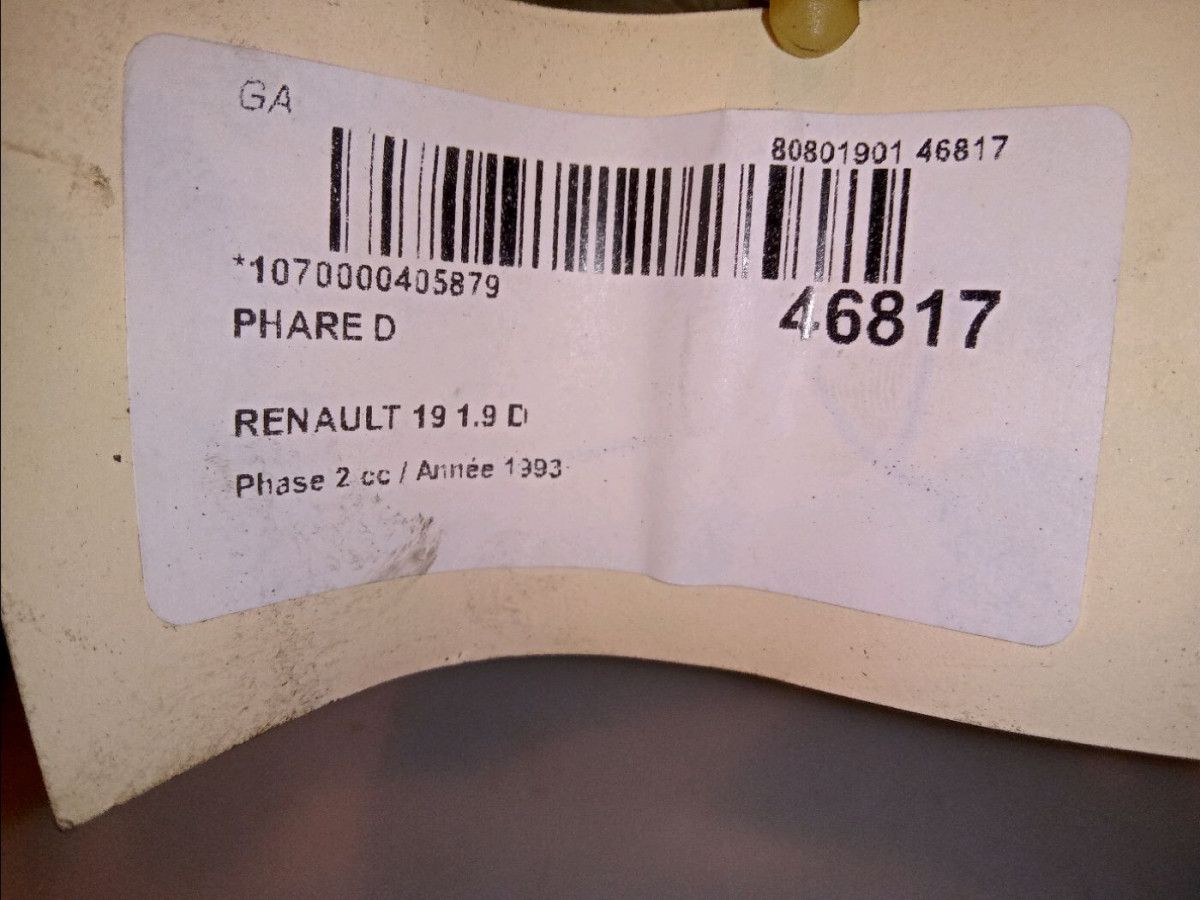 GA
80801901 46817
*1070000405879
46817
PHARE D
RENAULT 19 1.9 D
Phase 2 cc / Année 1993